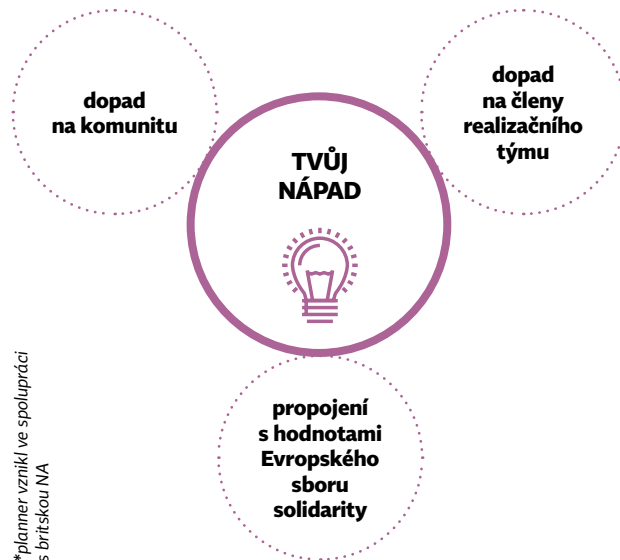 dopad
na komunitu
dopad
na členy
realizačního
týmu
TVŮJ
NÁPAD
propojení
s hodnotami
Evropského
sboru
solidarity
*planner vznikl ve spolupráci
s britskou NA